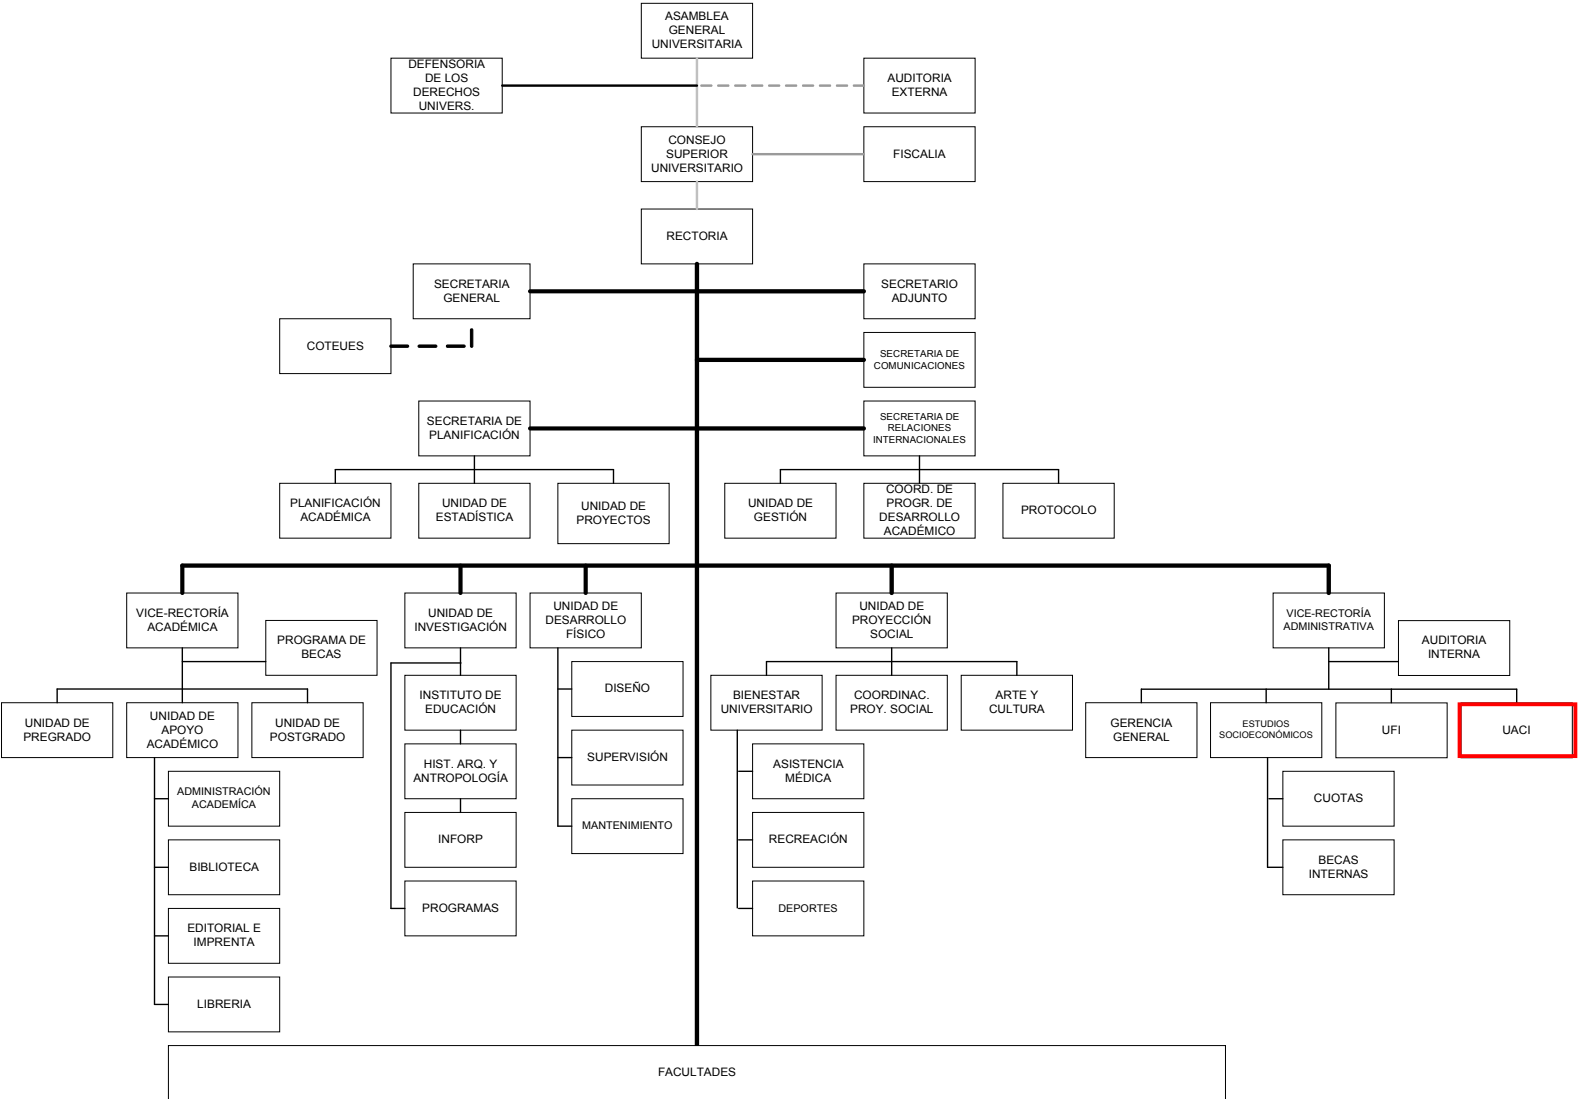 ASAMBLEA
GENERAL
UNIVERSITARIA
DEFENSORIA
DE LOS
DERECHOS
UNIVERS.
AUDITORIA
EXTERNA
CONSEJO
SUPERIOR
UNIVERSITARIO
FISCALIA
RECTORIA
SECRETARIA
GENERAL
SECRETARIO
ADJUNTO
COTEUES
SECRETARIA DE
COMUNICACIONES
SECRETARIA DE
PLANIFICACIÓN
SECRETARIA DE
RELACIONES
INTERNACIONALES
PLANIFICACIÓN
ACADÉMICA
UNIDAD DE
ESTADÍSTICA
UNIDAD DE
PROYECTOS
UNIDAD DE
GESTIÓN
COORD. DE
PROGR. DE
DESARROLLO
ACADÉMICO
PROTOCOLO
VICE-RECTORÍA
ACADÉMICA
PROGRAMA DE
BECAS
UNIDAD DE
INVESTIGACIÓN
UNIDAD DE
DESARROLLO
FÍSICO
UNIDAD DE
PROYECCIÓN
SOCIAL
VICE-RECTORÍA
ADMINISTRATIVA
AUDITORIA
INTERNA
UNIDAD DE
PREGRADO
UNIDAD DE
APOYO
ACADÉMICO
UNIDAD DE
POSTGRADO
INSTITUTO DE
EDUCACIÓN
DISEÑO
BIENESTAR
UNIVERSITARIO
COORDINAC.
PROY. SOCIAL
ARTE Y
CULTURA
GERENCIA
GENERAL
ESTUDIOS
SOCIOECONÓMICOS
UFI
UACI
ADMINISTRACIÓN
ACADEMÍCA
HIST. ARQ. Y
ANTROPOLOGÍA
SUPERVISIÓN
ASISTENCIA
MÉDICA
CUOTAS
BIBLIOTECA
INFORP
MANTENIMIENTO
RECREACIÓN
BECAS
INTERNAS
EDITORIAL E
IMPRENTA
PROGRAMAS
DEPORTES
LIBRERIA
FACULTADES